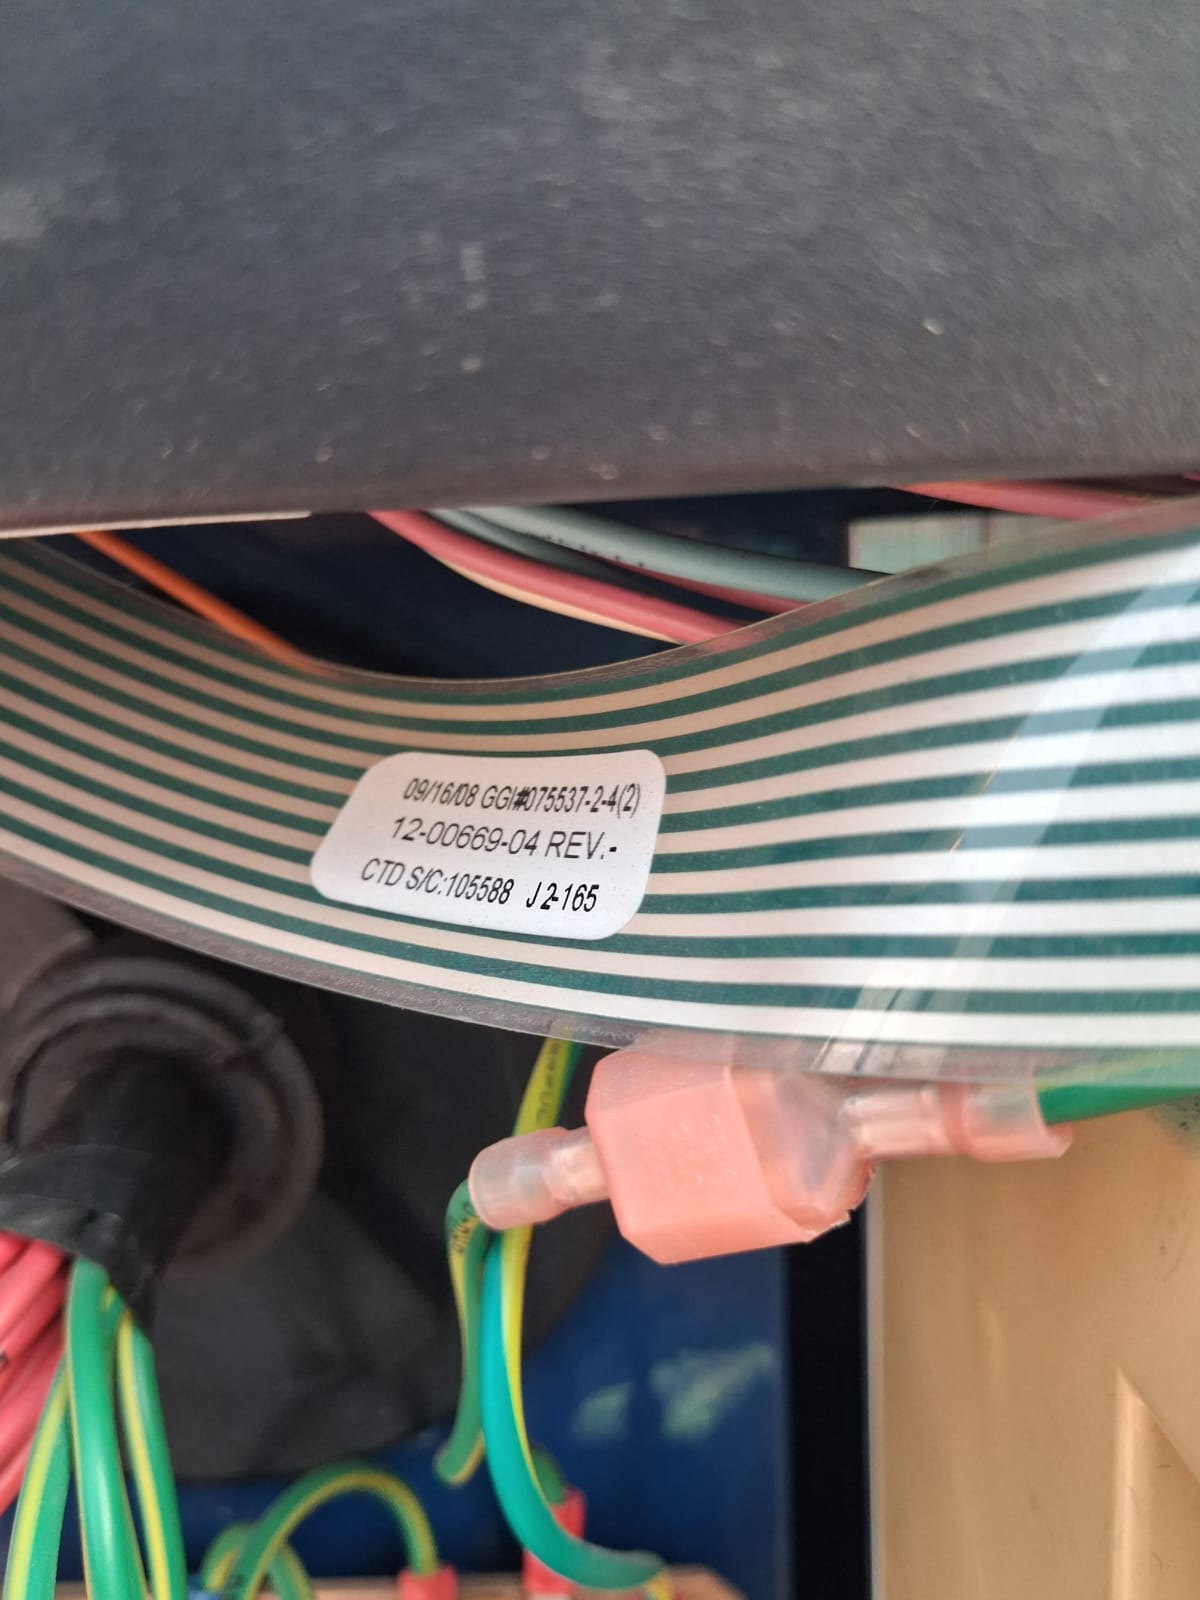 09/16/08 GGI#075537-2-4(2)
12-00669-04 REV.-
CTD S/C:105588 J2-165